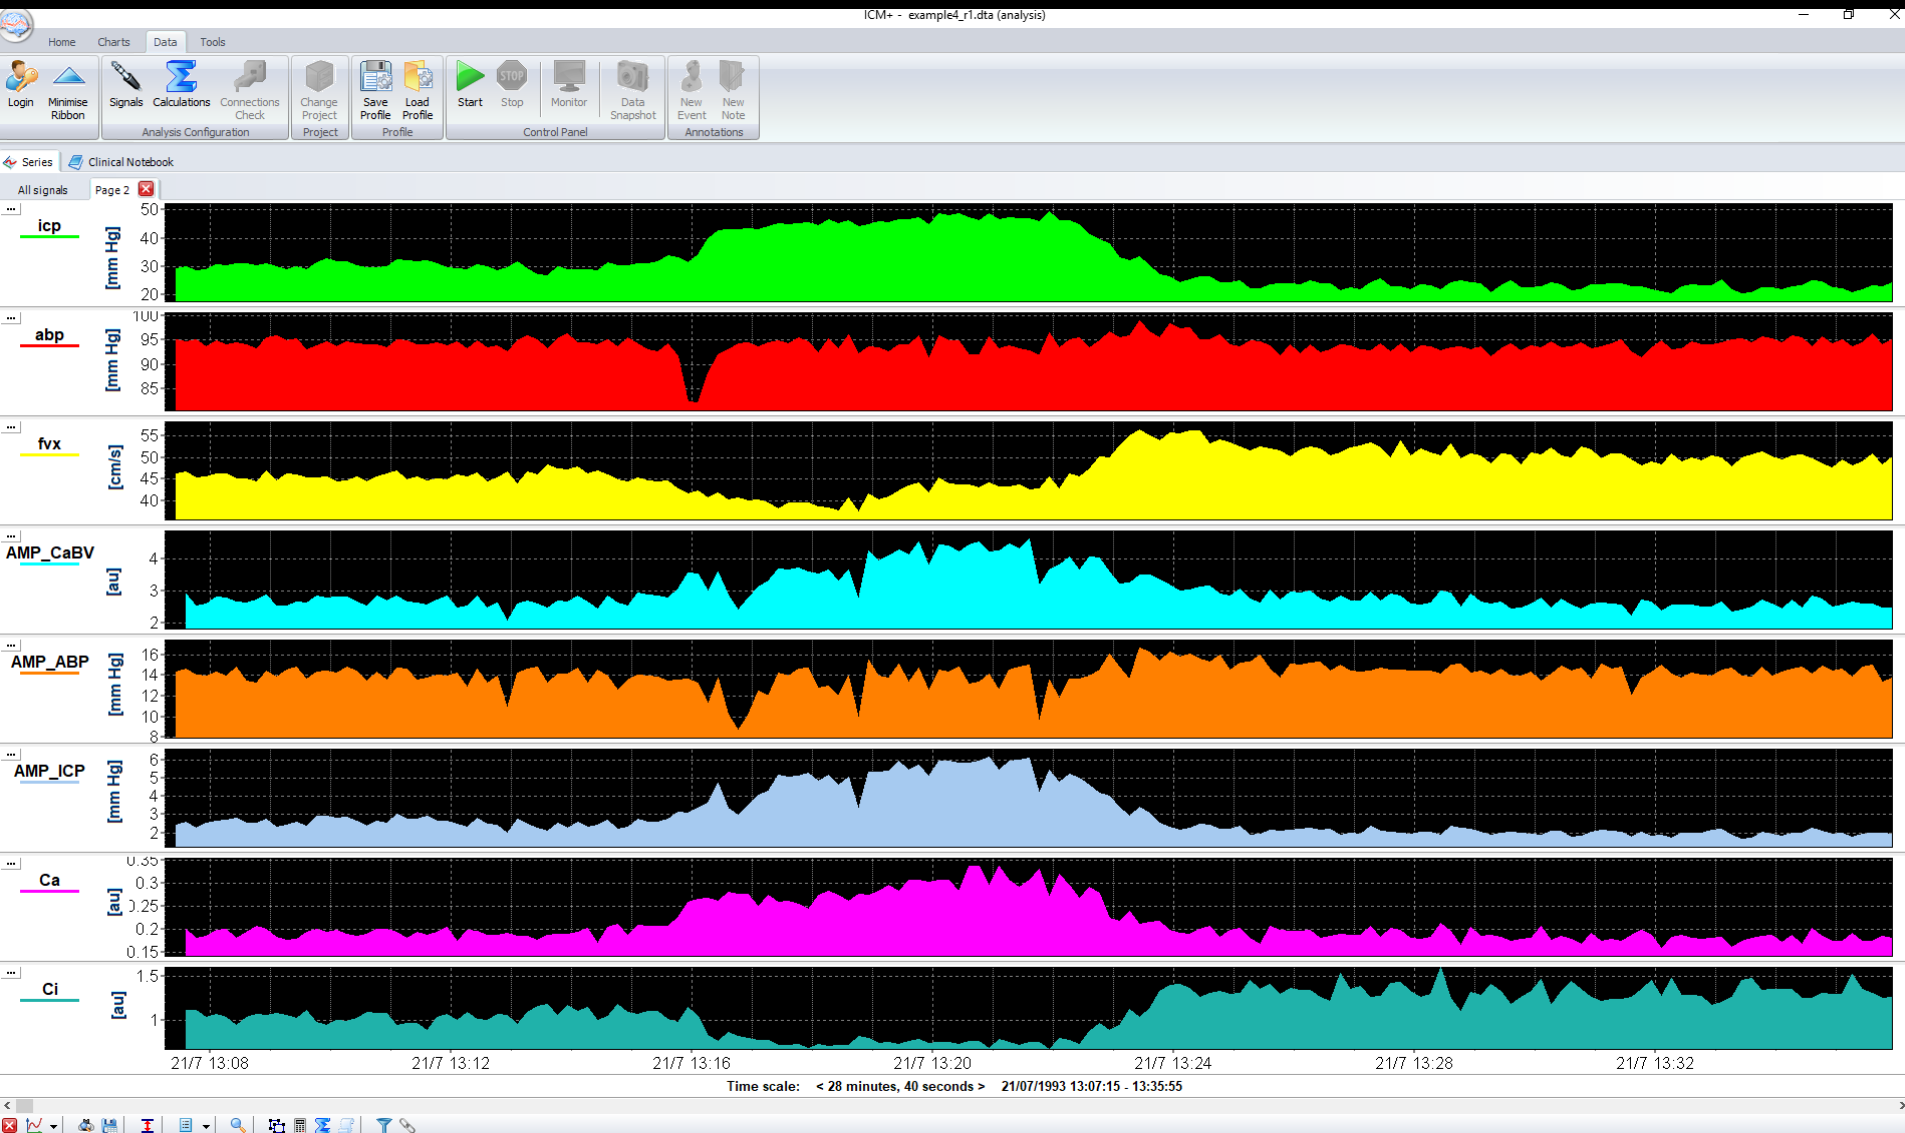 ICM+ - example4_r1.dta (analysis)
Home Charts Data Tools
Login Minimise Ribbon Signals Calculations Connections Check Change Project Save Profile Load Profile Start Stop Monitor Data Snapshot New Event New Note
STOP
Analysis Configuration Project Profile Control Panel Annotations
Series Clinical Notebook
All signals Page 2
icp [mm Hg] 50 40 30 20
abp [mm Hg] 100 95 90 85
fvx [cm/s] 55 50 45 40
AMP_CaBV [au] 4 3 2
AMP_ABP [mm Hg] 16 14 12 10 8
AMP_ICP [mm Hg] 6 5 4 3 2
Ca [au] 0.35 0.3 0.25 0.2 0.15
Ci [au] 1.5 1
21/7 13:08 21/7 13:12 21/7 13:16 21/7 13:20 21/7 13:24 21/7 13:28 21/7 13:32
Time scale: < 28 minutes, 40 seconds > 21/07/1993 13:07:15 - 13:35:55